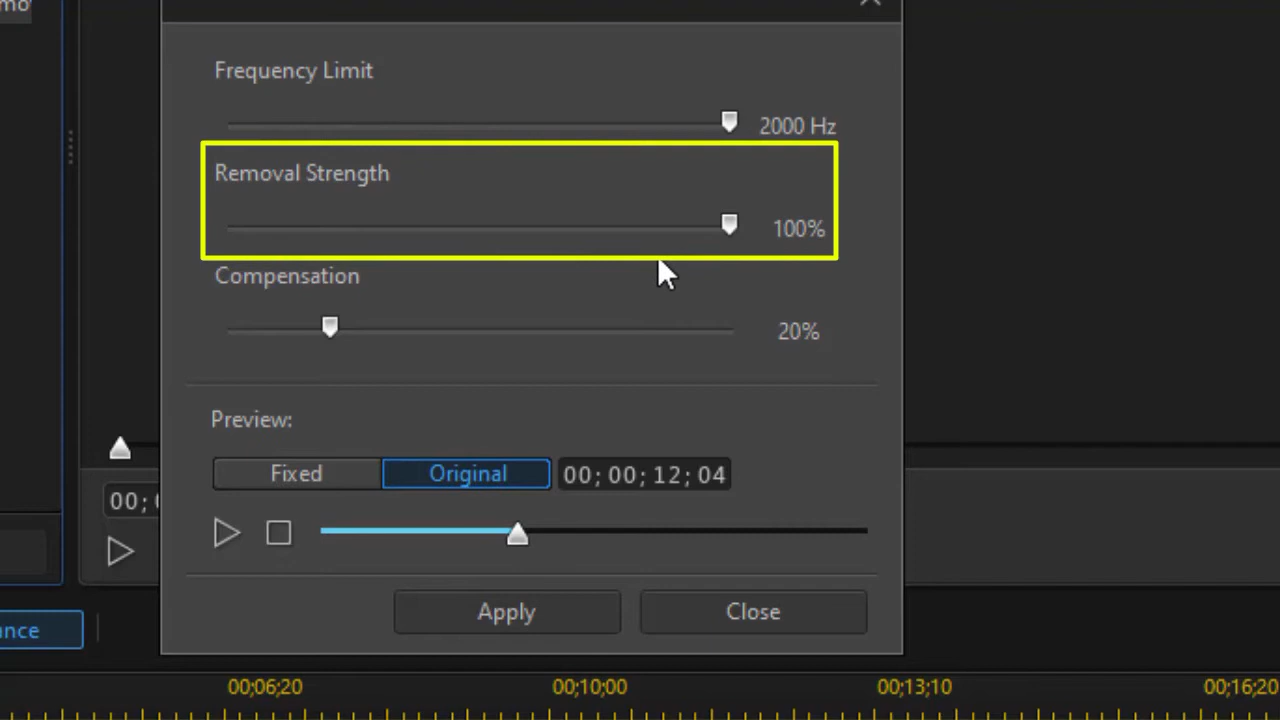 Frequency Limit
2000 Hz
Removal Strength
100%
Compensation
20%
Preview:
Fixed
Original
00; 00; 12; 04
00;
Apply
Close
00;06;20
00;10;00
00;13;10
00;16;20